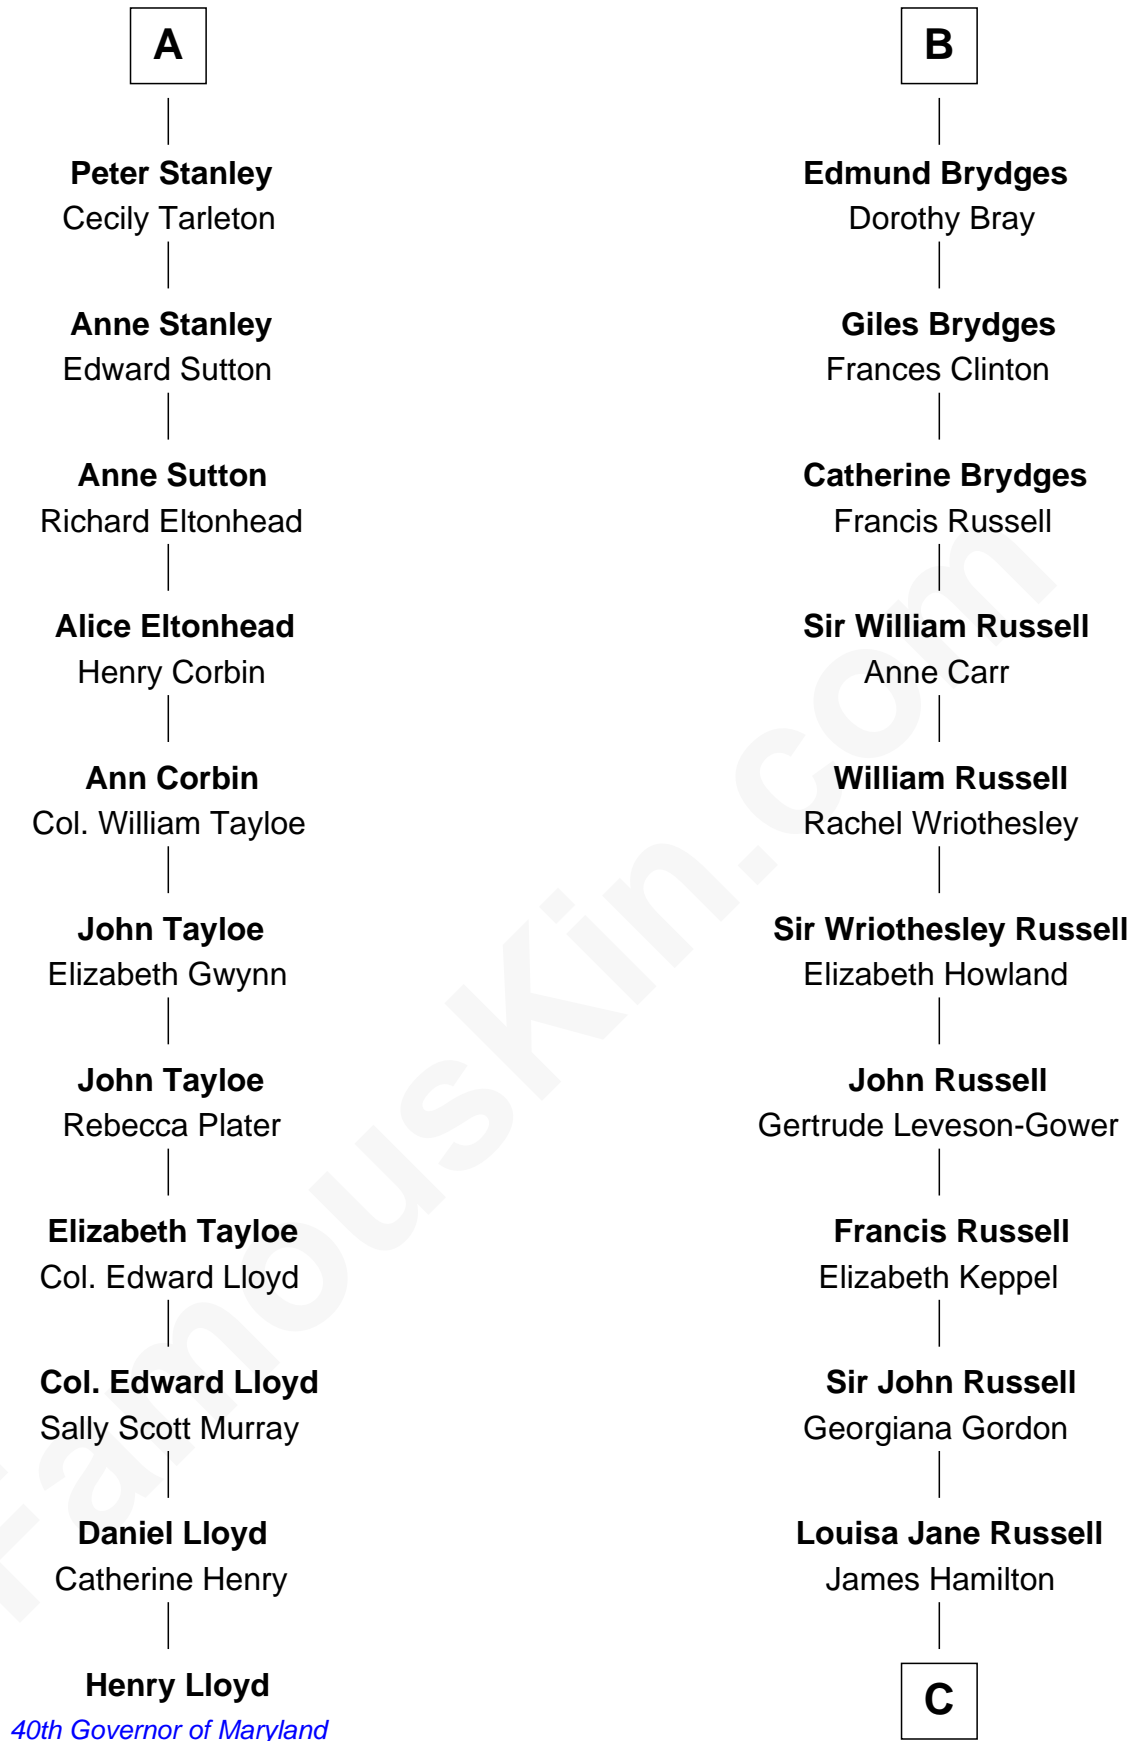 A
Peter Stanley
Cecily Tarleton
Anne Stanley
Edward Sutton
Anne Sutton
Richard Eltonhead
Alice Eltonhead
Henry Corbin
Ann Corbin
Col. William Tayloe
John Tayloe
Elizabeth Gwynn
John Tayloe
Rebecca Plater
Elizabeth Tayloe
Col. Edward Lloyd
Col. Edward Lloyd
Sally Scott Murray
Daniel Lloyd
Catherine Henry
Henry Lloyd
40th Governor of Maryland
B
Edmund Brydges
Dorothy Bray
Giles Brydges
Frances Clinton
Catherine Brydges
Francis Russell
Sir William Russell
Anne Carr
William Russell
Rachel Wriothesley
Sir Wriothesley Russell
Elizabeth Howland
John Russell
Gertrude Leveson-Gower
Francis Russell
Elizabeth Keppel
Sir John Russell
Georgiana Gordon
Louisa Jane Russell
James Hamilton
C
FamousKin.com